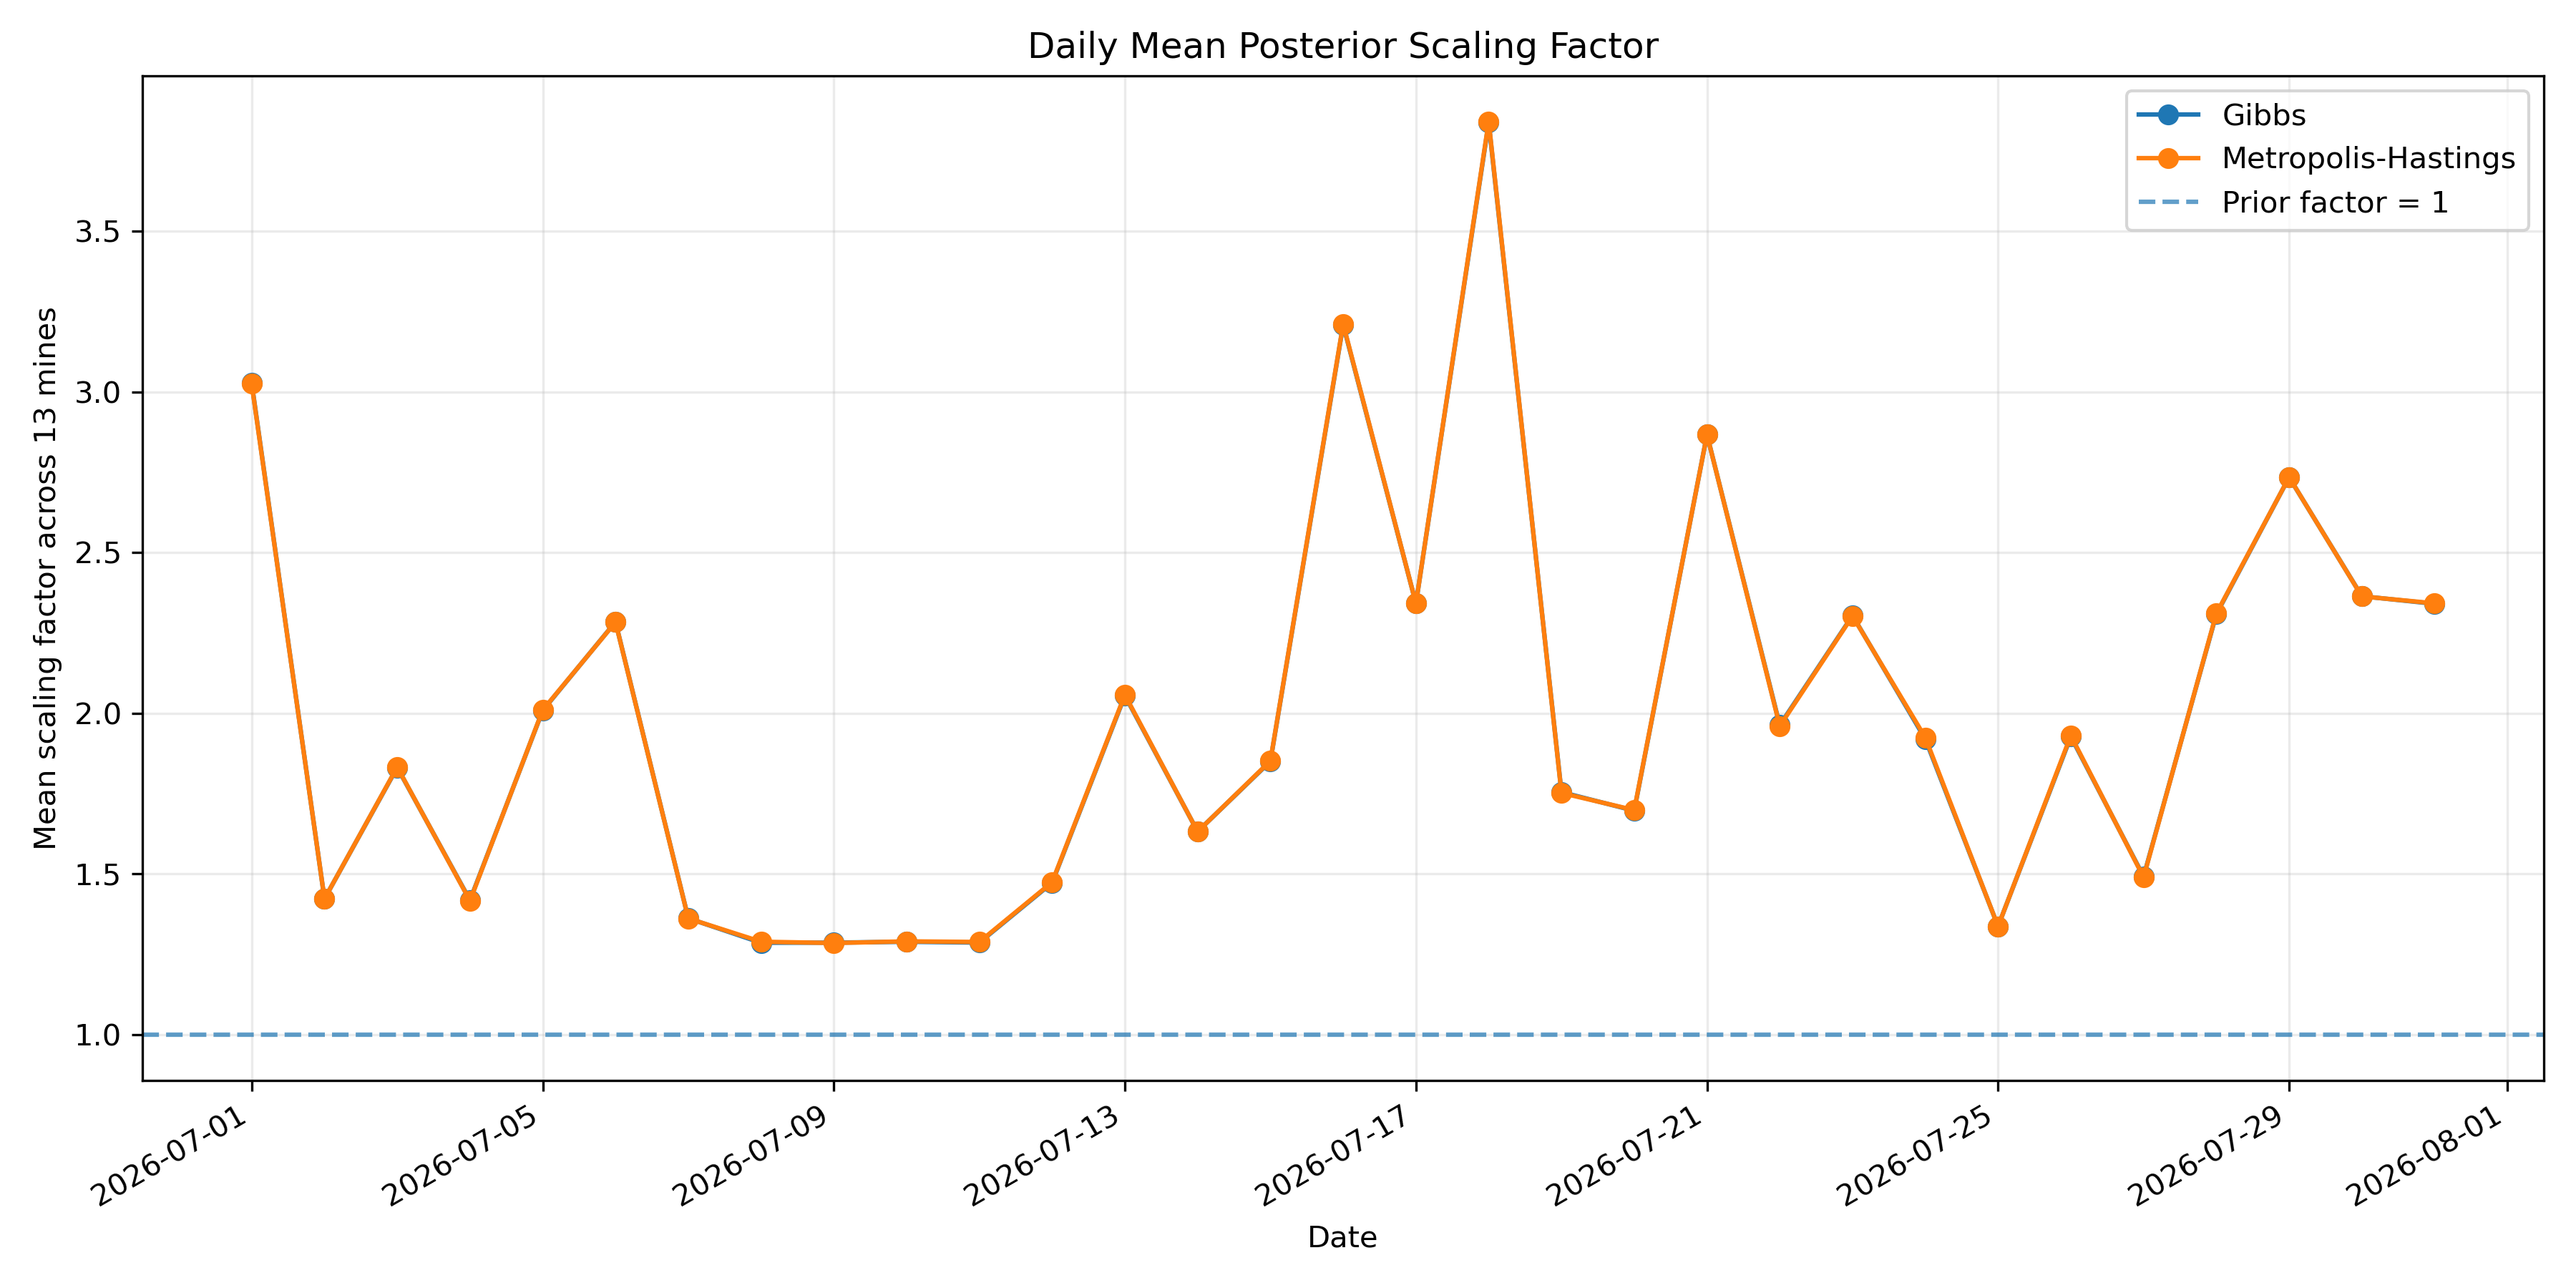 Daily Mean Posterior Scaling Factor
Gibbs
Metropolis-Hastings
Prior factor = 1
Mean scaling factor across 13 mines
3.5
3.0
2.5
2.0
1.5
1.0
2026-07-01
2026-07-05
2026-07-09
2026-07-13
2026-07-17
2026-07-21
2026-07-25
2026-07-29
2026-08-01
Date